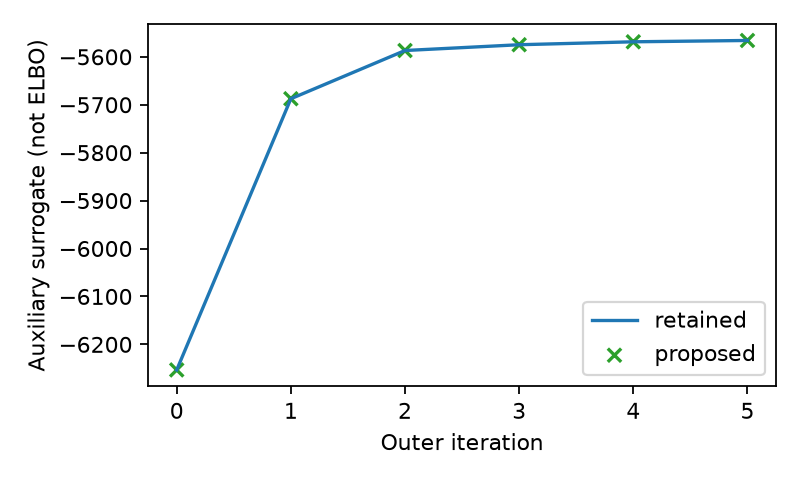 Auxiliary surrogate (not ELBO)
−5600
−5700
−5800
−5900
−6000
−6100
−6200
retained
proposed
0 1 2 3 4 5
Outer iteration